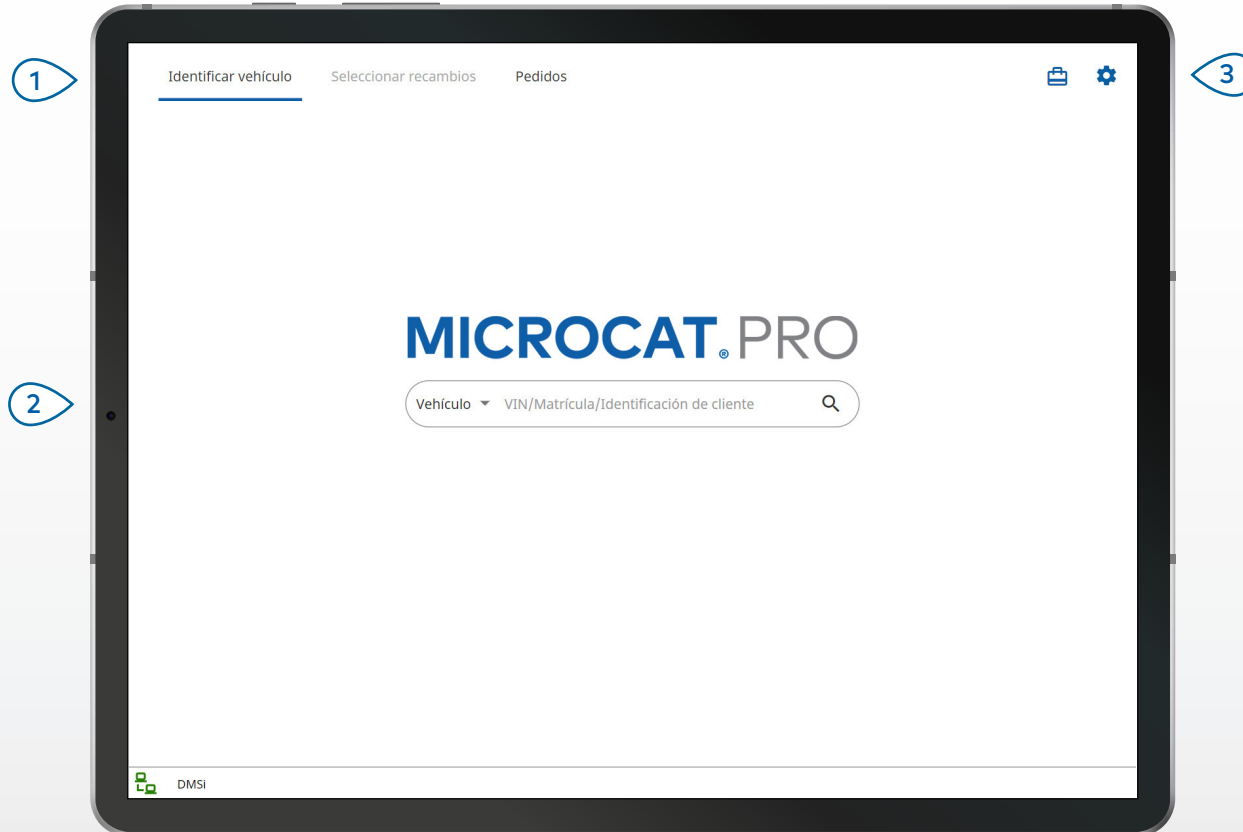 1
Identificar vehículo
Seleccionar recambios
Pedidos
3
MICROCAT® PRO
2
Vehículo
VIN/Matrícula/Identificación de cliente
DMSi